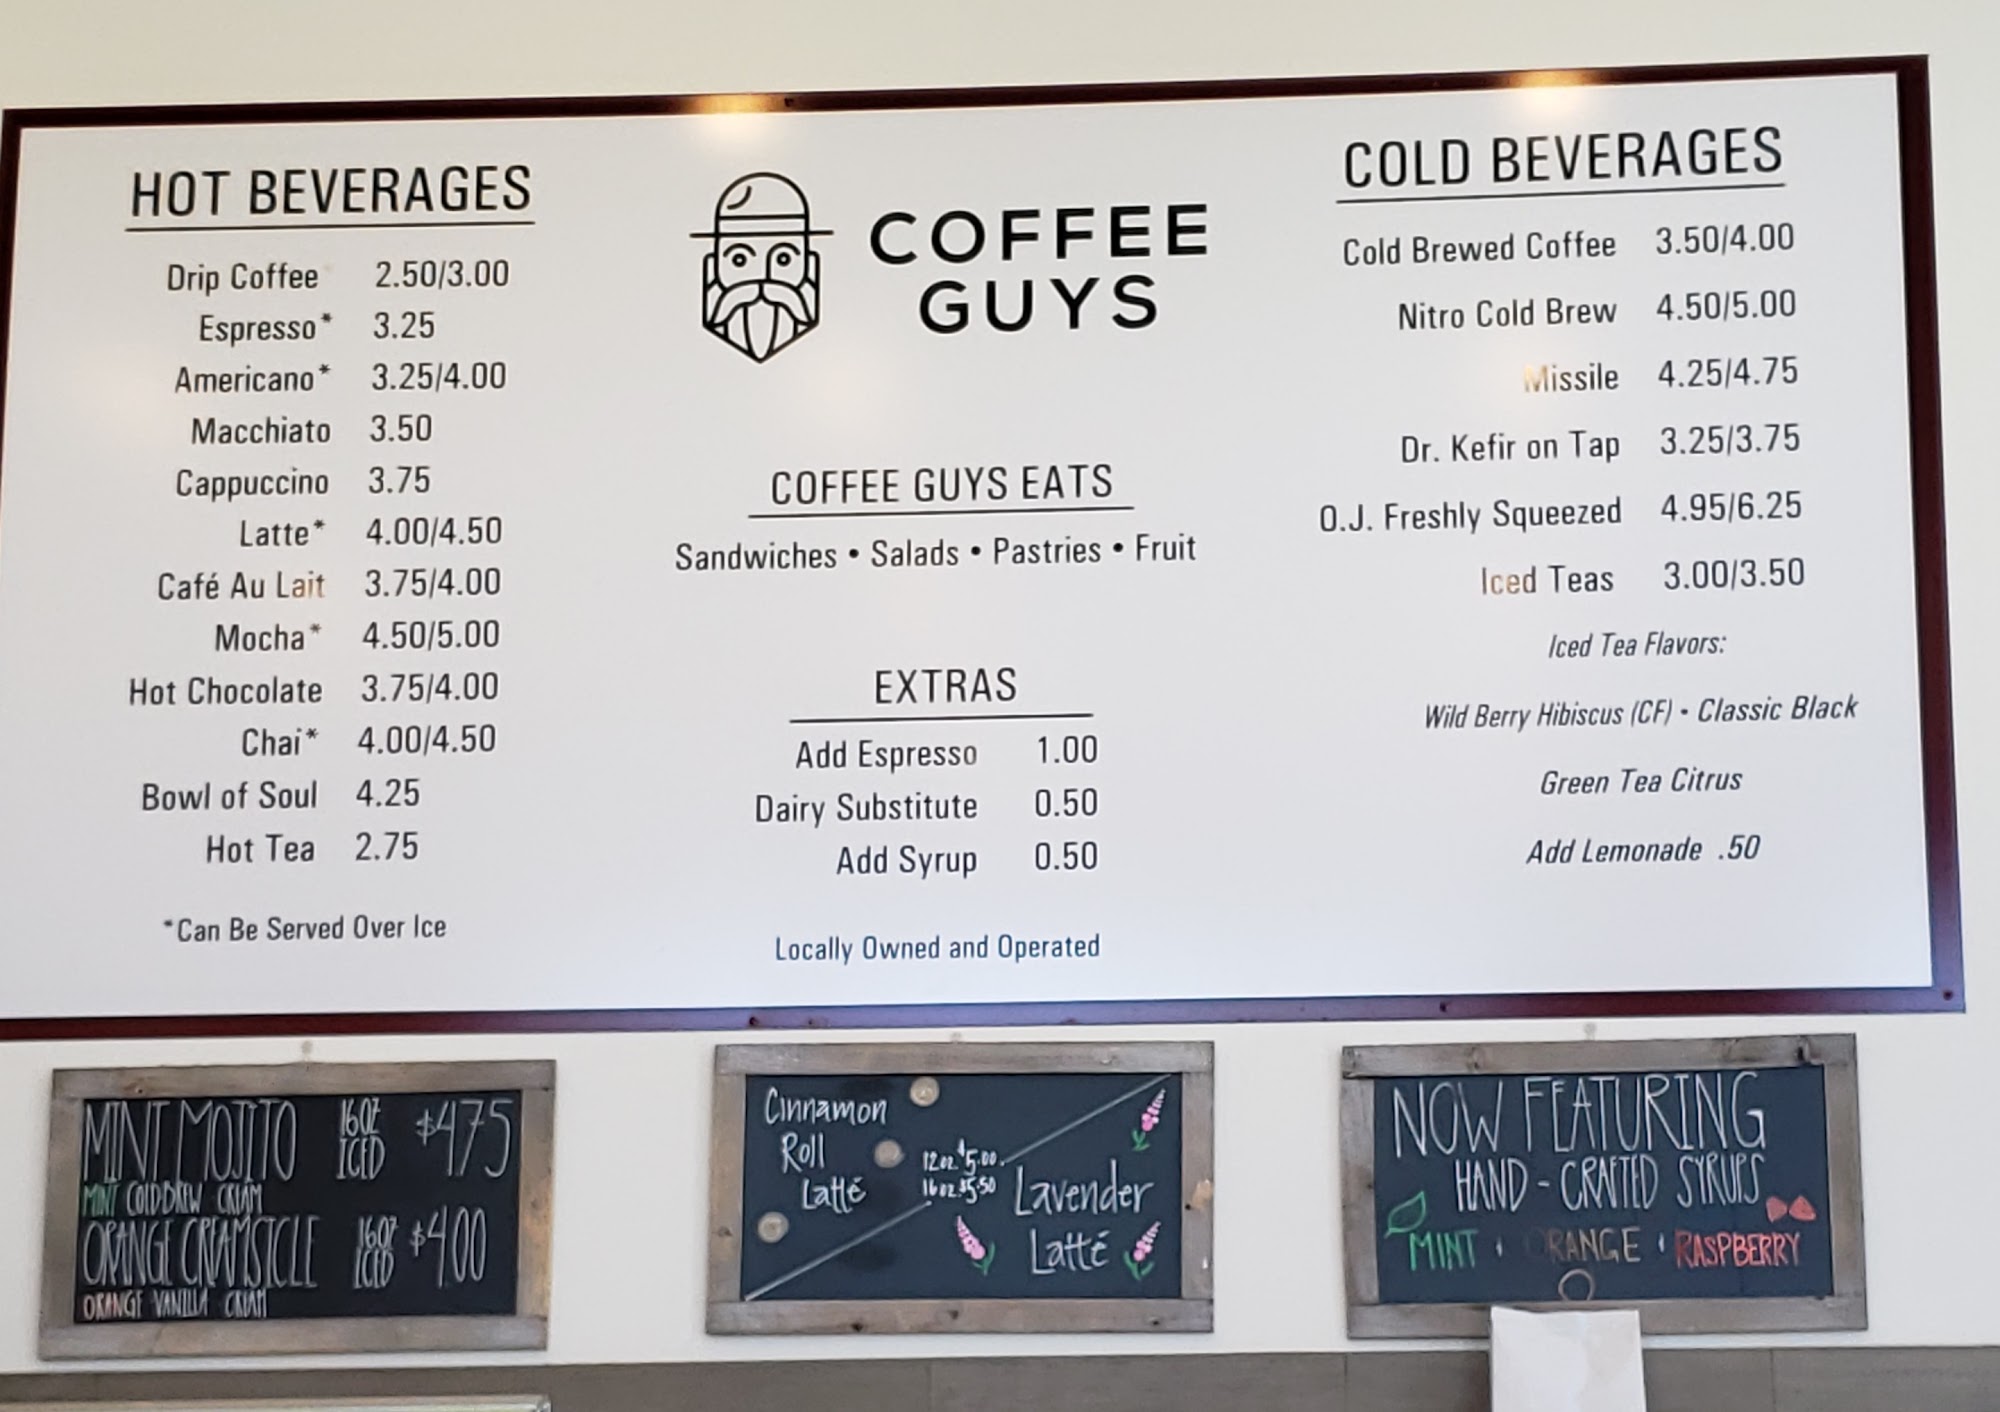 HOT BEVERAGES
Drip Coffee 2.50/3.00
Espresso* 3.25
Americano* 3.25/4.00
Macchiato 3.50
Cappuccino 3.75
Latte* 4.00/4.50
Café Au Lait 3.75/4.00
Mocha* 4.50/5.00
Hot Chocolate 3.75/4.00
Chai* 4.00/4.50
Bowl of Soul 4.25
Hot Tea 2.75
*Can Be Served Over Ice
COFFEE
GUYS
COFFEE GUYS EATS
Sandwiches • Salads • Pastries • Fruit
EXTRAS
Add Espresso 1.00
Dairy Substitute 0.50
Add Syrup 0.50
Locally Owned and Operated
COLD BEVERAGES
Cold Brewed Coffee 3.50/4.00
Nitro Cold Brew 4.50/5.00
Missile 4.25/4.75
Dr. Kefir on Tap 3.25/3.75
O.J. Freshly Squeezed 4.95/6.25
Iced Teas 3.00/3.50
Iced Tea Flavors:
Wild Berry Hibiscus (CF) • Classic Black
Green Tea Citrus
Add Lemonade .50
MINT MOJITO 16OZ ICED $475
MINT COLDBREW CREAM
ORANGE CREAMSICLE 16OZ ICED $4.00
ORANGE VANILLA CREAM
Cinnamon
Roll
Latté
12oz $5.00
16oz $5.50
Lavender
Latté
NOW FEATURING
HAND-CRAFTED SYRUPS
MINT • ORANGE • RASPBERRY